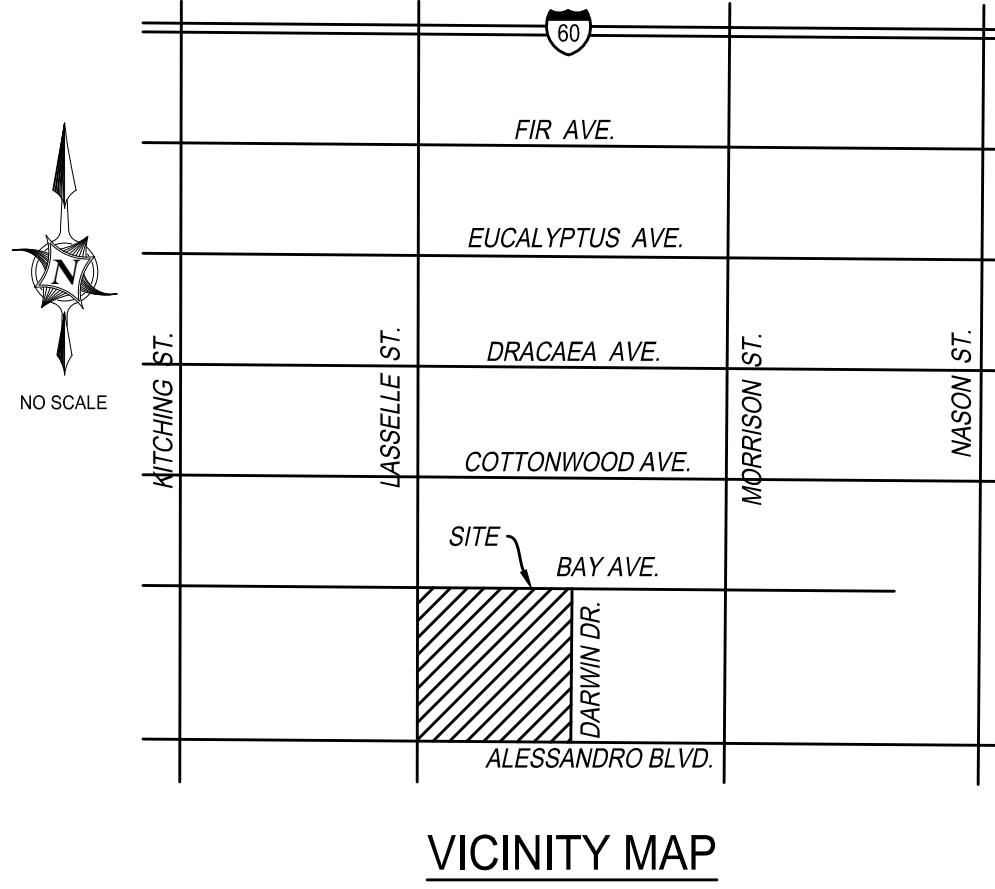 60
FIR AVE.
EUCALYPTUS AVE.
N
DRACAEA AVE.
NO SCALE
KITCHING ST.
LASSELLE ST.
MORRISON ST.
NASON ST.
COTTONWOOD AVE.
SITE
BAY AVE.
DARWIN DR.
ALESSANDRO BLVD.
VICINITY MAP